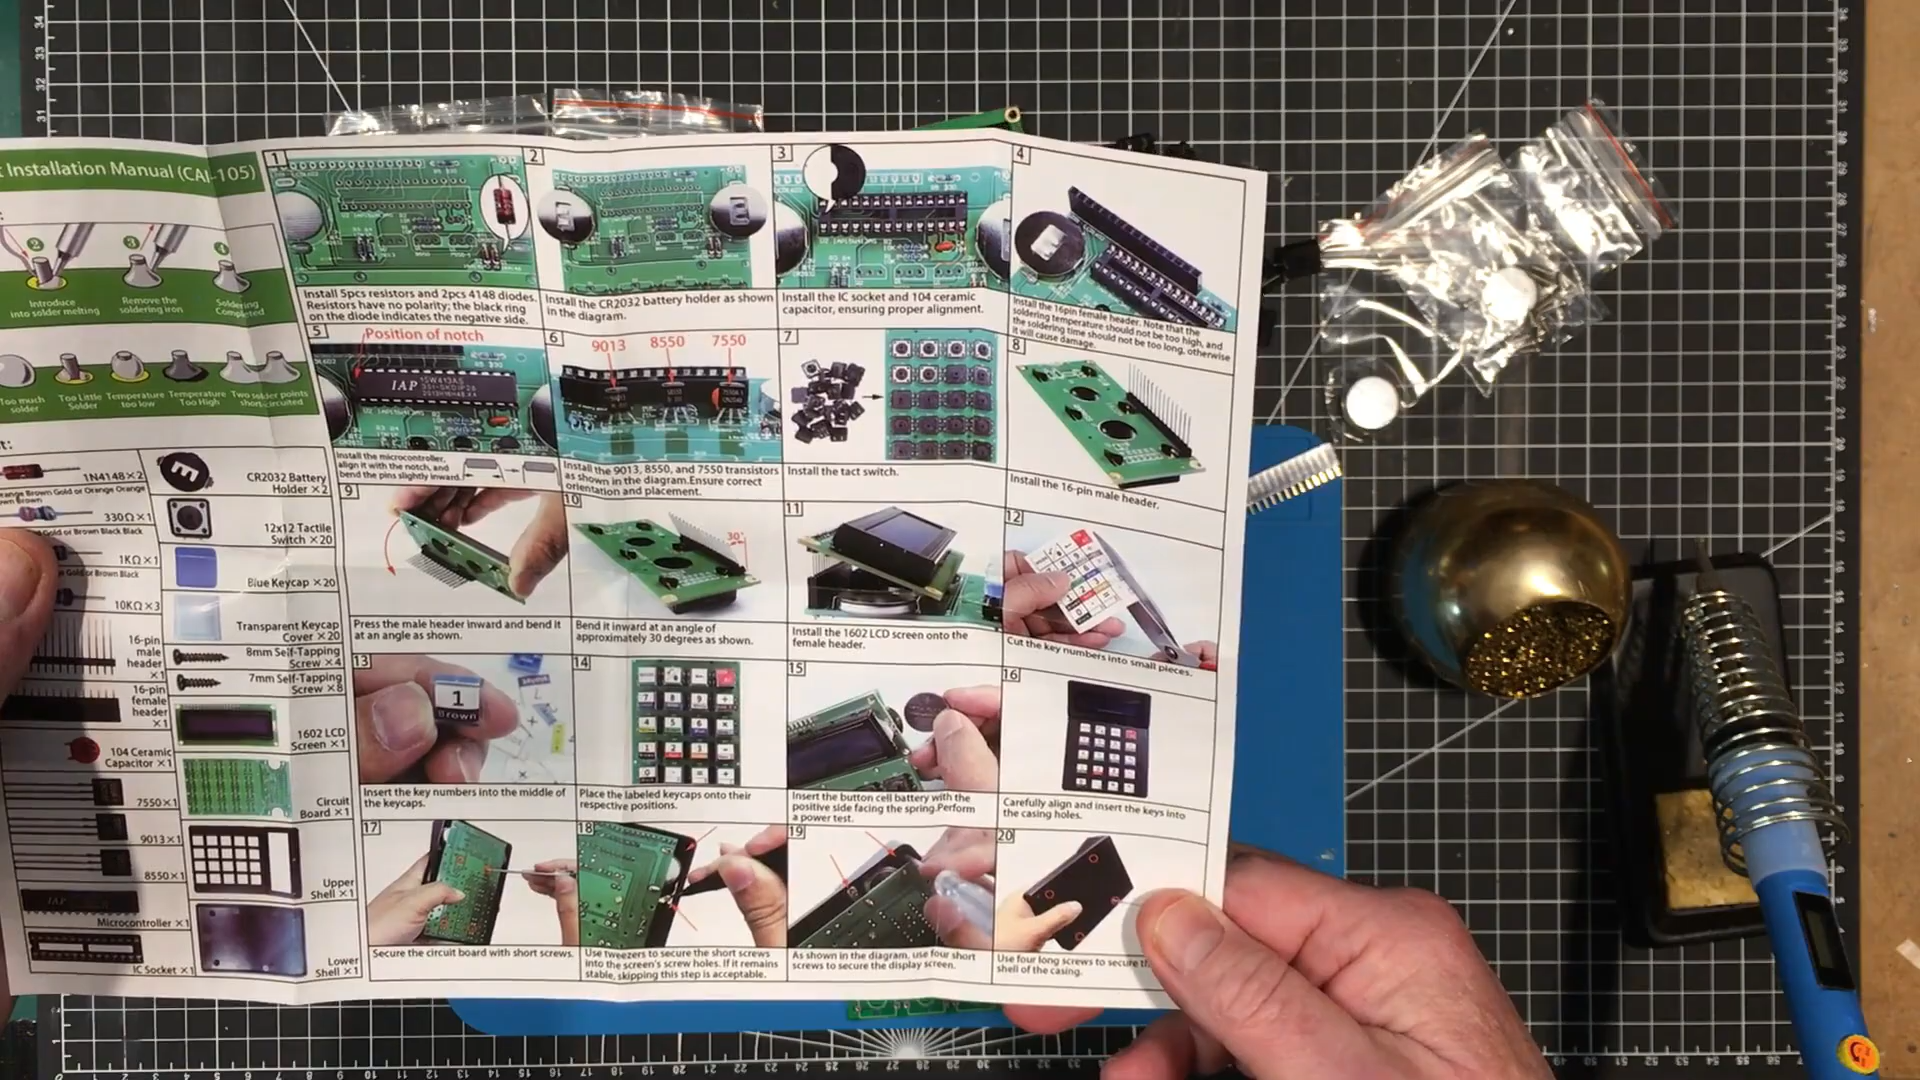 Installation Manual (CAI-105)
2
3
4
Introduce
into solder melting
Remove the
soldering iron
Soldering
Completed
Too much
solder
Too Little
Solder
Temperature
too low
Temperature
Too High
Two solder points
short-circuited
1N4148×2
330Ω×1
1KΩ×1
10KΩ×3
16-pin
male
header
×1
16-pin
female
header
×1
104 Ceramic
Capacitor ×1
7550×1
9013×1
8550×1
Microcontroller ×1
IC Socket ×1
CR2032 Battery
Holder ×2
12x12 Tactile
Switch ×20
Blue Keycap ×20
Transparent Keycap
Cover ×20
8mm Self-Tapping
Screw ×4
7mm Self-Tapping
Screw ×8
1602 LCD
Screen ×1
Circuit
Board ×1
Upper
Shell ×1
Lower
Shell ×1
1
Install 5pcs resistors and 2pcs 4148 diodes.
Resistors have no polarity; the black ring
on the diode indicates the negative side.
2
Install the CR2032 battery holder as shown
in the diagram.
3
Install the IC socket and 104 ceramic
capacitor, ensuring proper alignment.
4
Install the 16pin female header. Note that the
soldering temperature should not be too high, and
the soldering time should not be too long, otherwise
it will cause damage.
5
Position of notch
IAP
Install the microcontroller,
align it with the notch, and
bend the pins slightly inward.
6
9013 8550 7550
Install the 9013, 8550, and 7550 transistors
as shown in the diagram.Ensure correct
orientation and placement.
7
Install the tact switch.
8
Install the 16-pin male header.
9
Press the male header inward and bend it
at an angle as shown.
10
30°
Bend it inward at an angle of
approximately 30 degrees as shown.
11
Install the 1602 LCD screen onto the
female header.
12
Cut the key numbers into small pieces.
13
1
Brown
Insert the key numbers into the middle of
the keycaps.
14
Place the labeled keycaps onto their
respective positions.
15
Insert the button cell battery with the
positive side facing the spring.Perform
a power test.
16
Carefully align and insert the keys into
the casing holes.
17
Secure the circuit board with short screws.
18
Use tweezers to secure the short screws
into the screen's screw holes. If it remains
stable, skipping this step is acceptable.
19
As shown in the diagram, use four short
screws to secure the display screen.
20
Use four long screws to secure
shell of the casing.